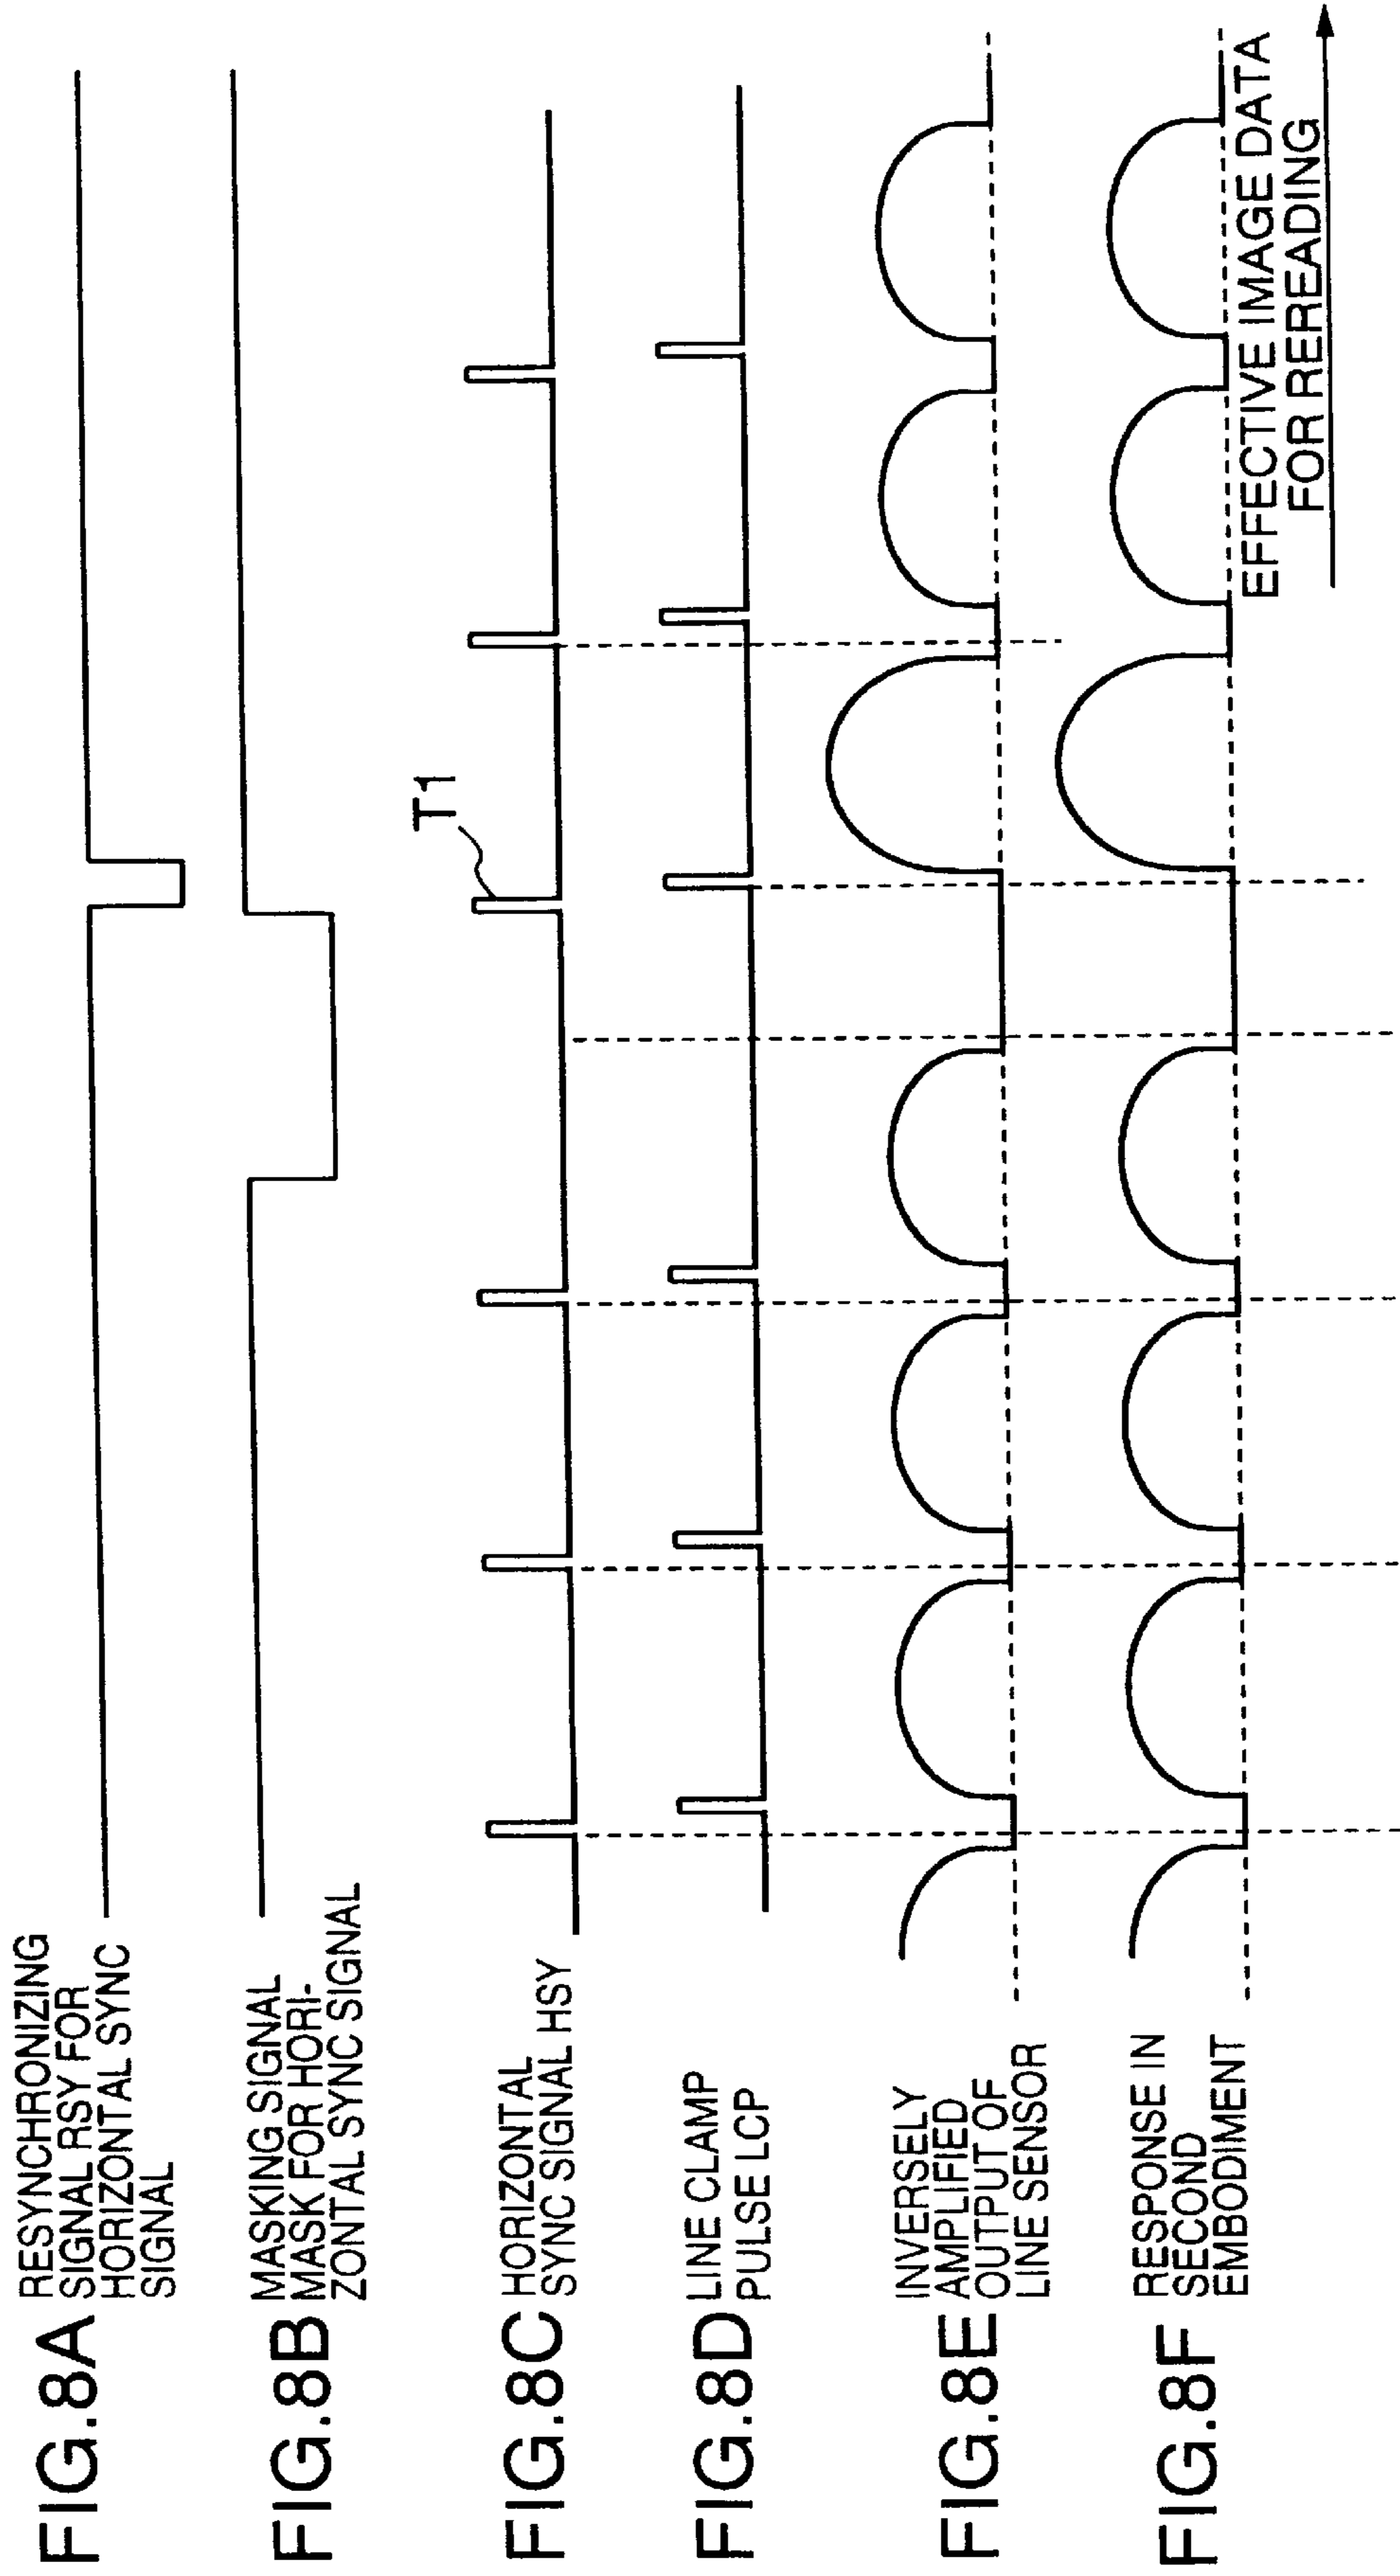 FIG.8A
RESYNCHRONIZING
SIGNAL RSY FOR
HORIZONTAL SYNC
SIGNAL
FIG.8B
MASKING SIGNAL
MASK FOR HORI-
ZONTAL SYNC SIGNAL
FIG.8C
HORIZONTAL
SYNC SIGNAL HSY
T1
FIG.8D
LINE CLAMP
PULSE LCP
FIG.8E
INVERSELY
AMPLIFIED
OUTPUT OF
LINE SENSOR
FIG.8F
RESPONSE IN
SECOND
EMBODIMENT
EFFECTIVE IMAGE DATA
FOR REREADING